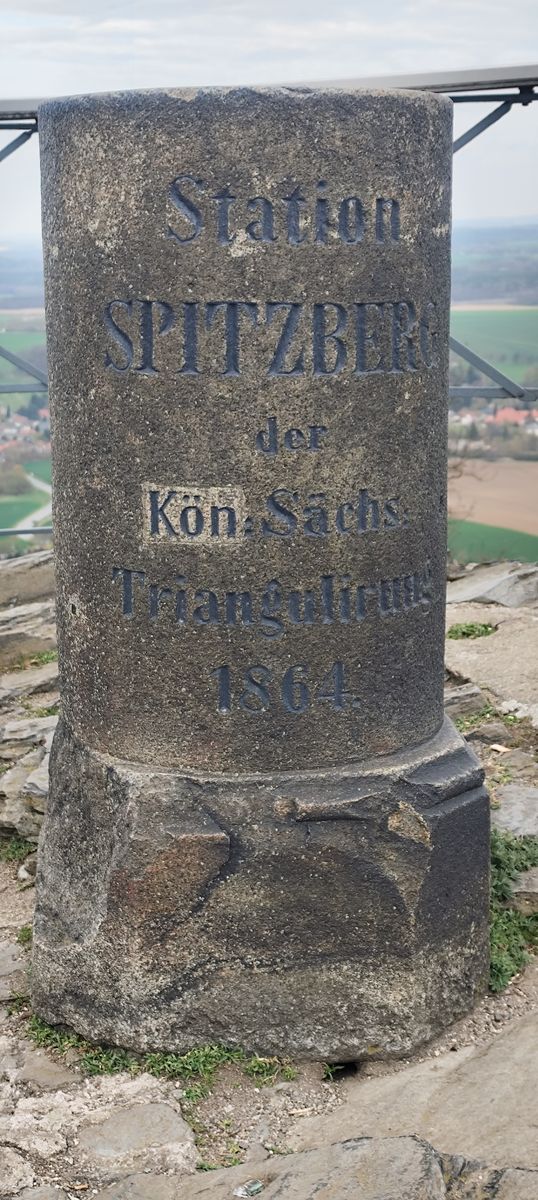 Station
SPITZBERG
der
Kön: Sächs.
Triangulirung
1864.